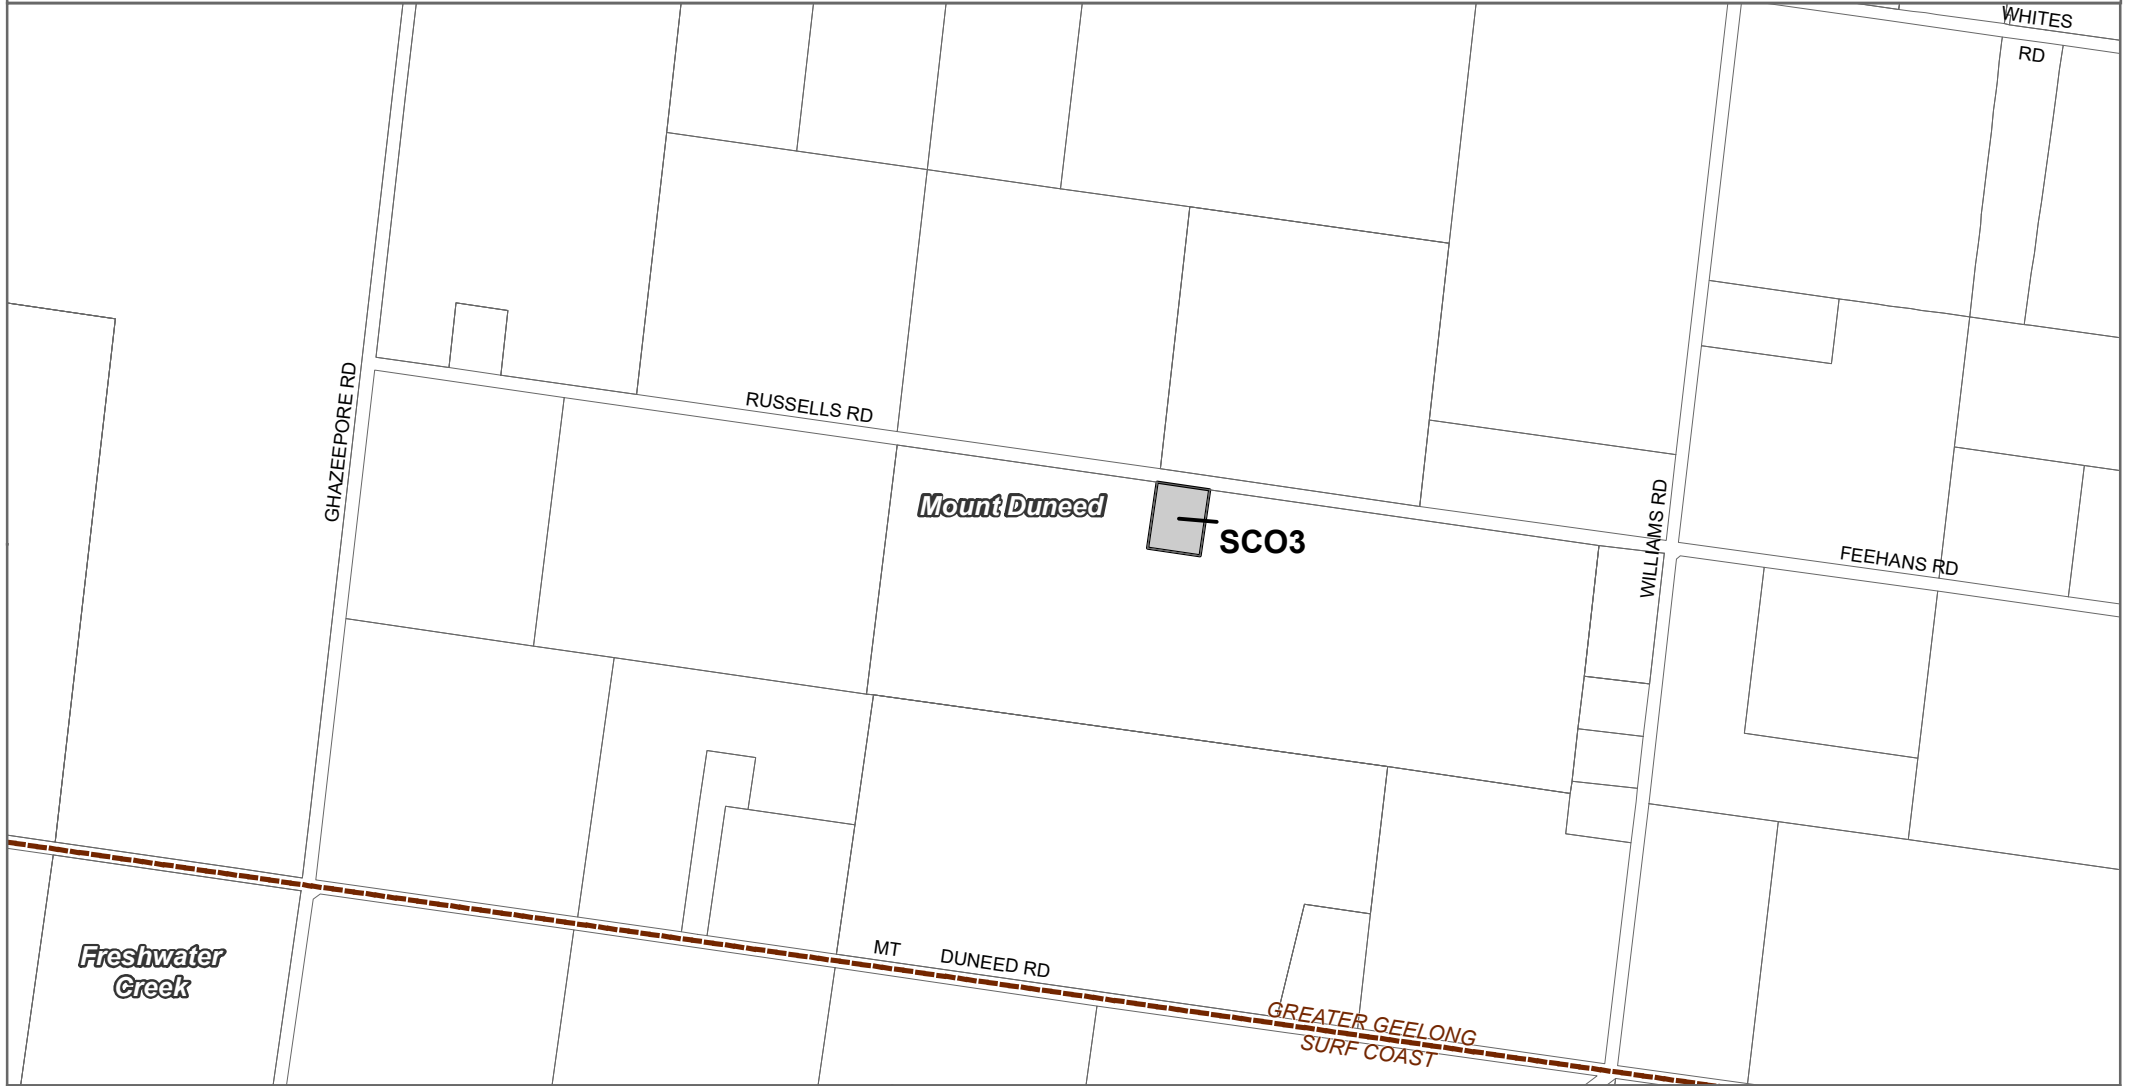 WHITES
RD
GHAZEEPORE RD
RUSSELLS RD
Mount Duneed
SCO3
WILLIAMS RD
FEEHANS RD
Freshwater
Creek
MT DUNEED RD
GREATER GEELONG
SURF COAST